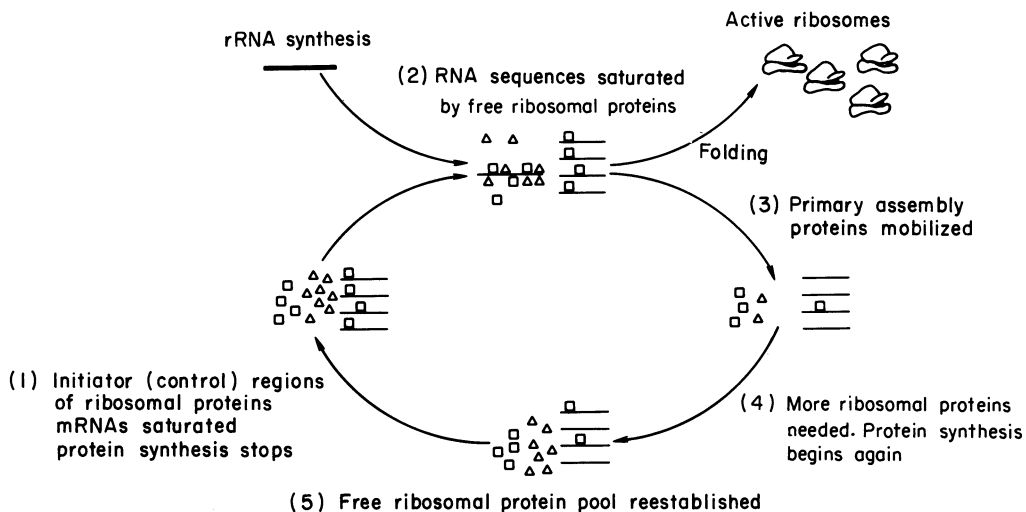 Active ribosomes
rRNA synthesis
(2) RNA sequences saturated
by free ribosomal proteins
Folding
(3) Primary assembly
proteins mobilized
(1) Initiator (control) regions
of ribosomal proteins
mRNAs saturated
protein synthesis stops
(4) More ribosomal proteins
needed. Protein synthesis
begins again
(5) Free ribosomal protein pool reestablished